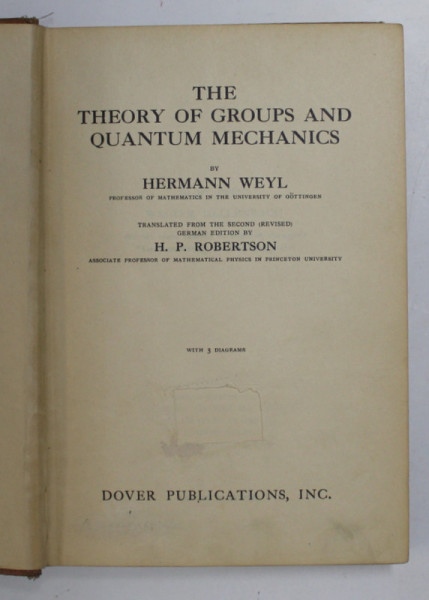 THE
THEORY OF GROUPS AND
QUANTUM MECHANICS
BY
HERMANN WEYL
PROFESSOR OF MATHEMATICS IN THE UNIVERSITY OF GÖTTINGEN
TRANSLATED FROM THE SECOND (REVISED)
GERMAN EDITION BY
H. P. ROBERTSON
ASSOCIATE PROFESSOR OF MATHEMATICAL PHYSICS IN PRINCETON UNIVERSITY
WITH 3 DIAGRAMS
DOVER PUBLICATIONS, INC.